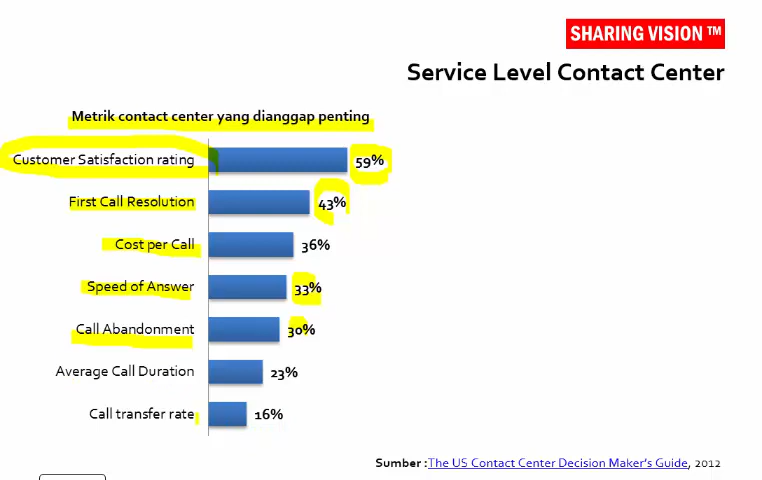 SHARING VISION ™
Service Level Contact Center
Metrik contact center yang dianggap penting
Customer Satisfaction rating 59%
First Call Resolution 43%
Cost per Call 36%
Speed of Answer 33%
Call Abandonment 30%
Average Call Duration 23%
Call transfer rate 16%
Sumber :The US Contact Center Decision Maker's Guide, 2012